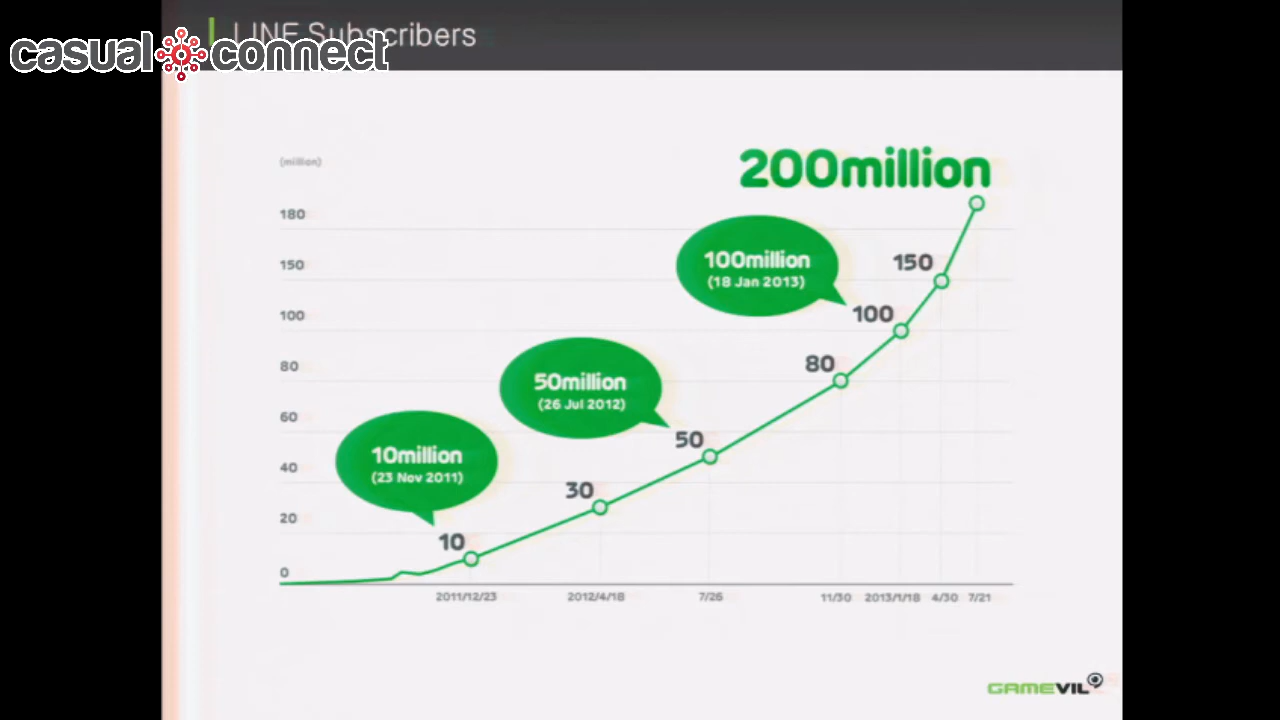 LINE Subscribers
casual connect
(million)
200million
180
150
100
80
60
40
20
0
100million
(18 Jan 2013)
150
100
80
50million
(26 Jul 2012)
50
10million
(23 Nov 2011)
30
10
2011/12/23 2012/4/18 7/26 11/30 2013/1/18 4/30 7/21
GAMEVIL